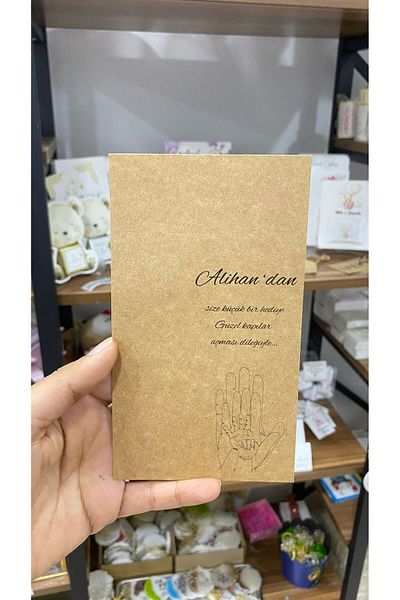 Alihan'dan
size küçük bir hediye
Güzel kapılar
açması dileğiyle...